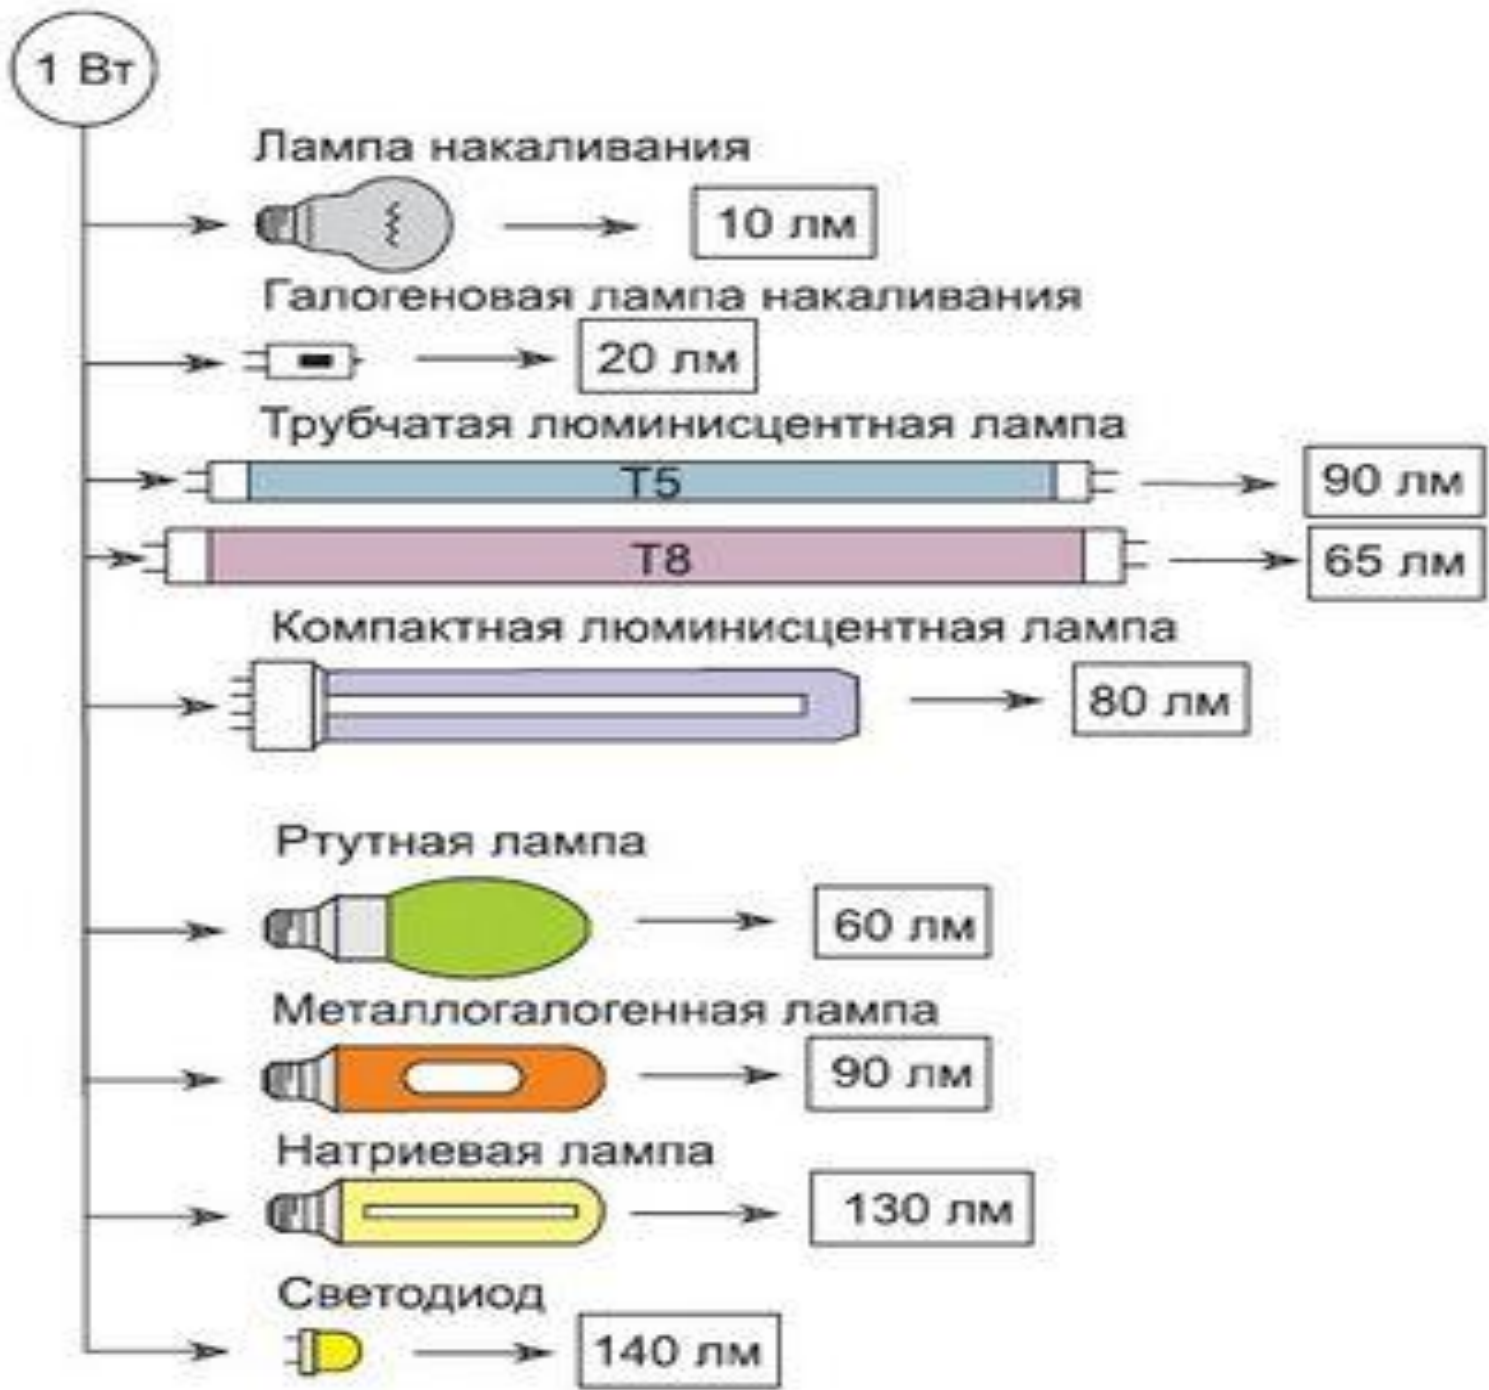 1 Вт
Лампа накаливания
10 лм
Галогеновая лампа накаливания
20 лм
Трубчатая люминисцентная лампа
T5
90 лм
T8
65 лм
Компактная люминисцентная лампа
80 лм
Ртутная лампа
60 лм
Металлогалогенная лампа
90 лм
Натриевая лампа
130 лм
Светодиод
140 лм